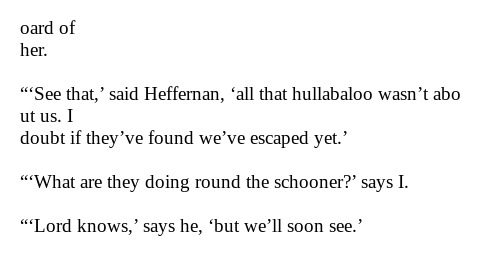 oard of
her.
“‘See that,’ said Heffernan, ‘all that hullabaloo wasn’t abo
ut us. I
doubt if they’ve found we’ve escaped yet.’
“‘What are they doing round the schooner?’ says I.
“‘Lord knows,’ says he, ‘but we’ll soon see.’